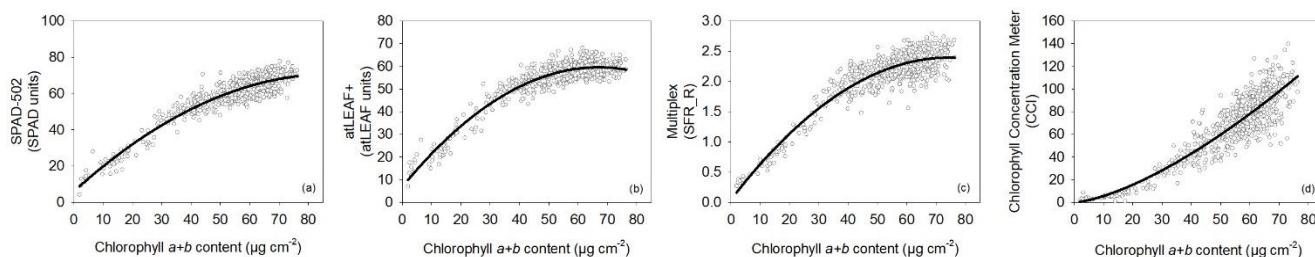 SPAD-502
(SPAD units)
100
80
60
40
20
0
0 10 20 30 40 50 60 70 80
(a)
Chlorophyll a+b content (µg cm-2)
atLEAF+
(atLEAF units)
80
70
60
50
40
30
20
10
0 10 20 30 40 50 60 70 80
(b)
Chlorophyll a+b content (µg cm-2)
Multiplex
(SFR_R)
3.0
2.5
2.0
1.5
1.0
0.5
0.0
0 10 20 30 40 50 60 70 80
(c)
Chlorophyll a+b content (µg cm-2)
Chlorophyll Concentration Meter
(CCI)
160
140
120
100
80
60
40
20
0
0 10 20 30 40 50 60 70 80
(d)
Chlorophyll a+b content (µg cm-2)